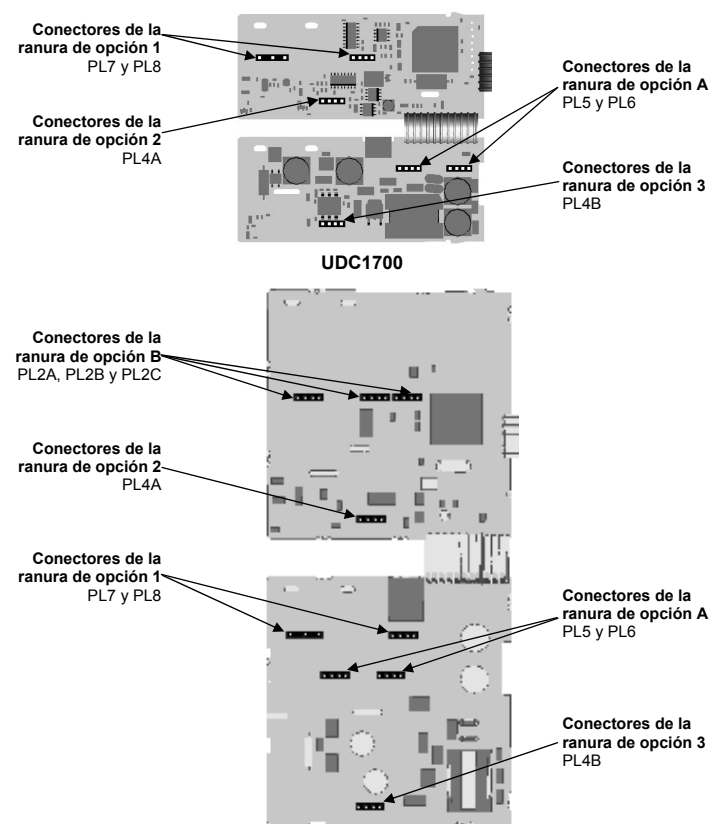 Conectores de la
ranura de opción 1
PL7 y PL8
Conectores de la
ranura de opción 2
PL4A
Conectores de la
ranura de opción A
PL5 y PL6
Conectores de la
ranura de opción 3
PL4B
UDC1700
Conectores de la
ranura de opción B
PL2A, PL2B y PL2C
Conectores de la
ranura de opción 2
PL4A
Conectores de la
ranura de opción 1
PL7 y PL8
Conectores de la
ranura de opción A
PL5 y PL6
Conectores de la
ranura de opción 3
PL4B